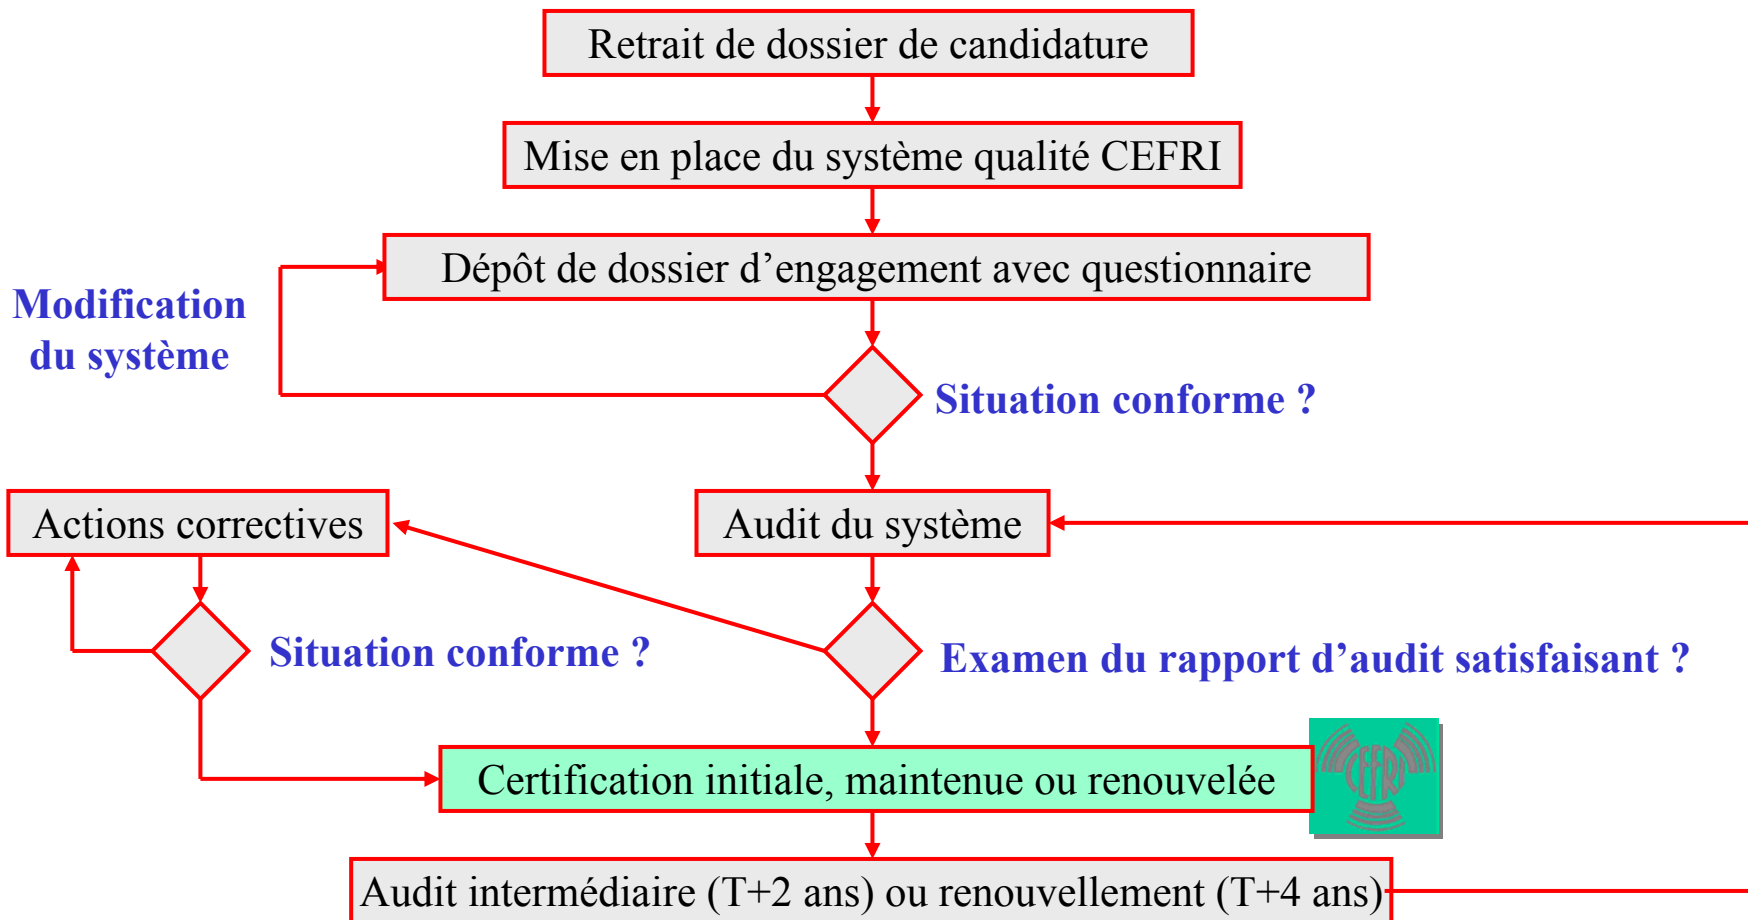 Retrait de dossier de candidature
Mise en place du système qualité CEFRI
Dépôt de dossier d’engagement avec questionnaire
Modification
du système
Situation conforme ?
Actions correctives
Audit du système
Situation conforme ?
Examen du rapport d’audit satisfaisant ?
Certification initiale, maintenue ou renouvelée
CEFRI
Audit intermédiaire (T+2 ans) ou renouvellement (T+4 ans)